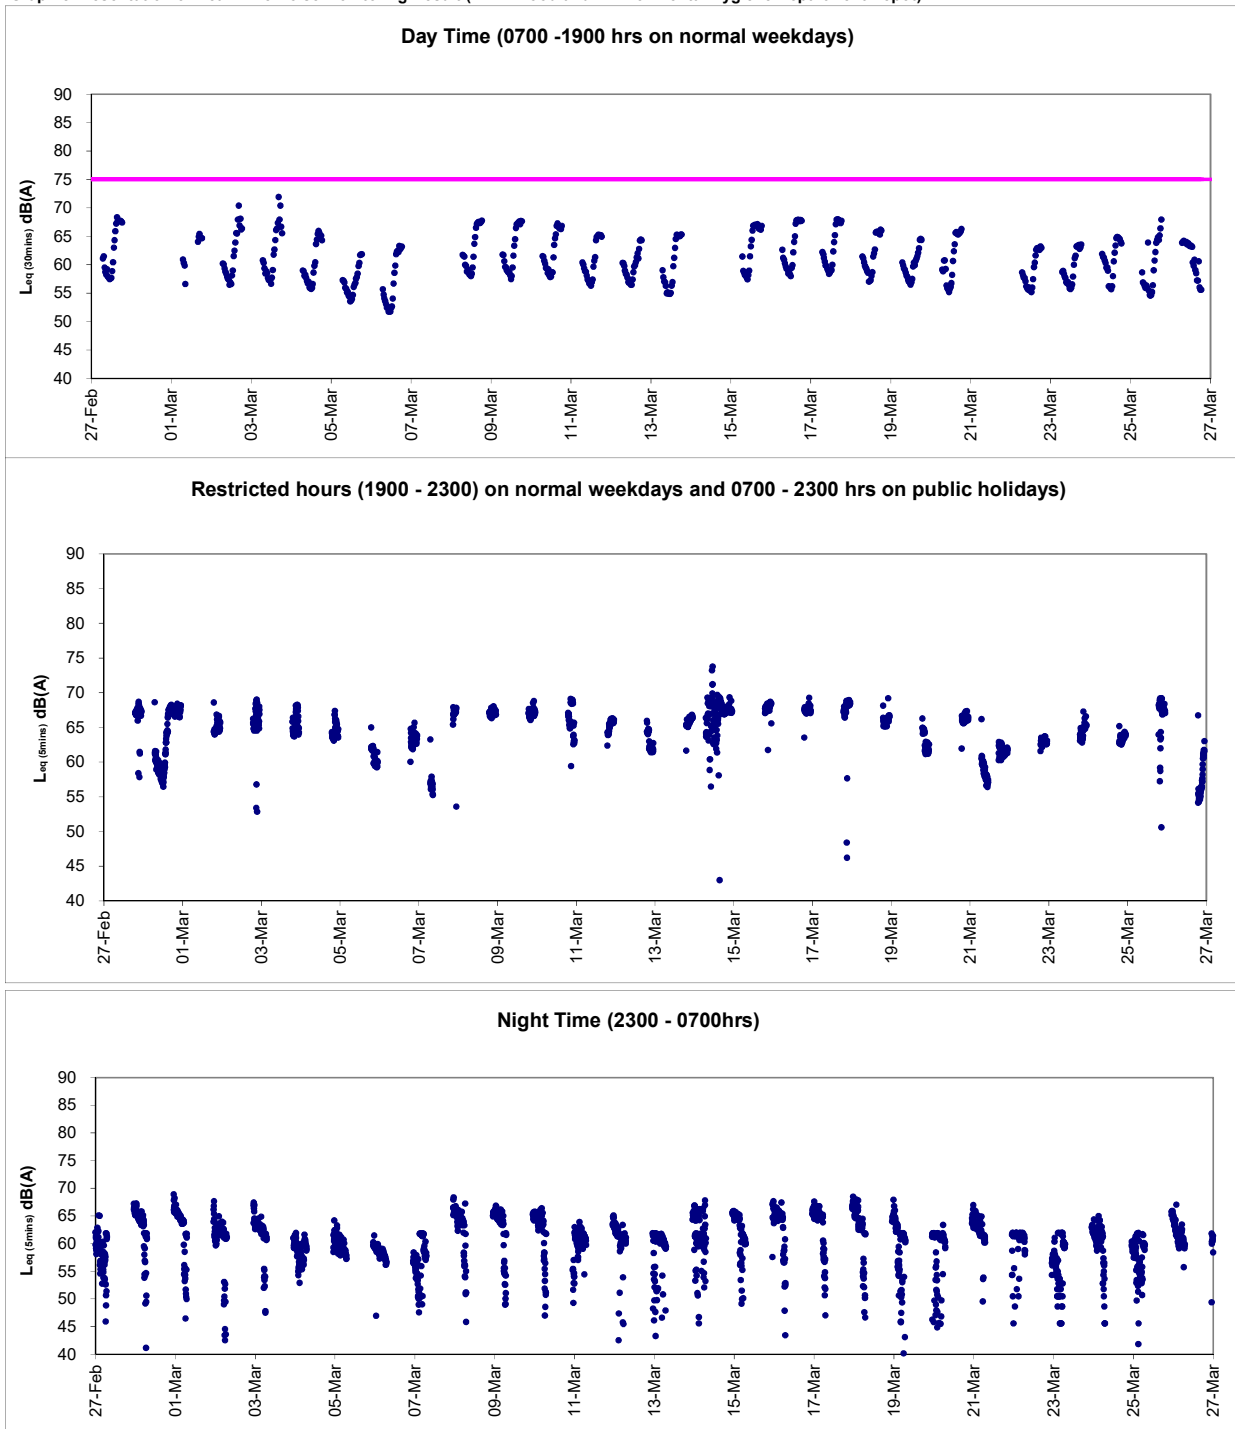 Day Time (0700 -1900 hrs on normal weekdays)
90
85
80
75
70
65
60
55
50
45
40
Leq (30mins) dB(A)
27-Feb
01-Mar
03-Mar
05-Mar
07-Mar
09-Mar
11-Mar
13-Mar
15-Mar
17-Mar
19-Mar
21-Mar
23-Mar
25-Mar
27-Mar
Restricted hours (1900 - 2300) on normal weekdays and 0700 - 2300 hrs on public holidays)
90
85
80
75
70
65
60
55
50
45
40
Leq (5mins) dB(A)
27-Feb
01-Mar
03-Mar
05-Mar
07-Mar
09-Mar
11-Mar
13-Mar
15-Mar
17-Mar
19-Mar
21-Mar
23-Mar
25-Mar
27-Mar
Night Time (2300 - 0700hrs)
90
85
80
75
70
65
60
55
50
45
40
Leq (5mins) dB(A)
27-Feb
01-Mar
03-Mar
05-Mar
07-Mar
09-Mar
11-Mar
13-Mar
15-Mar
17-Mar
19-Mar
21-Mar
23-Mar
25-Mar
27-Mar